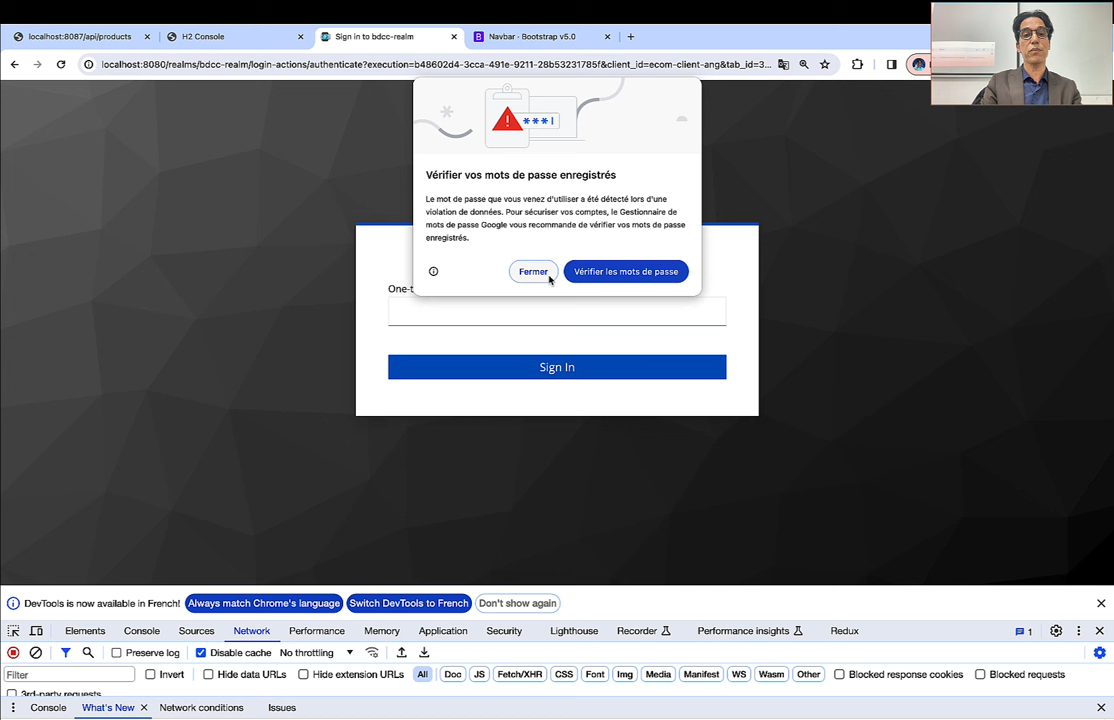 localhost:8087/api/products
H2 Console
Sign in to bdcc-realm
Navbar · Bootstrap v5.0
localhost:8080/realms/bdcc-realm/login-actions/authenticate?execution=b48602d4-3cca-491e-9211-28b53231785f&client_id=ecom-client-ang&tab_id=3...
***|
Vérifier vos mots de passe enregistrés
Le mot de passe que vous venez d'utiliser a été détecté lors d'une
violation de données. Pour sécuriser vos comptes, le Gestionnaire de
mots de passe Google vous recommande de vérifier vos mots de passe
enregistrés.
Fermer
Vérifier les mots de passe
One-t
Sign In
DevTools is now available in French!
Always match Chrome's language
Switch DevTools to French
Don't show again
Elements
Console
Sources
Network
Performance
Memory
Application
Security
Lighthouse
Recorder
Performance insights
Redux
1
Preserve log
Disable cache
No throttling
Filter
Invert
Hide data URLs
Hide extension URLs
All
Doc
JS
Fetch/XHR
CSS
Font
Img
Media
Manifest
WS
Wasm
Other
Blocked response cookies
Blocked requests
3rd-party requests
Console
What's New
Network conditions
Issues